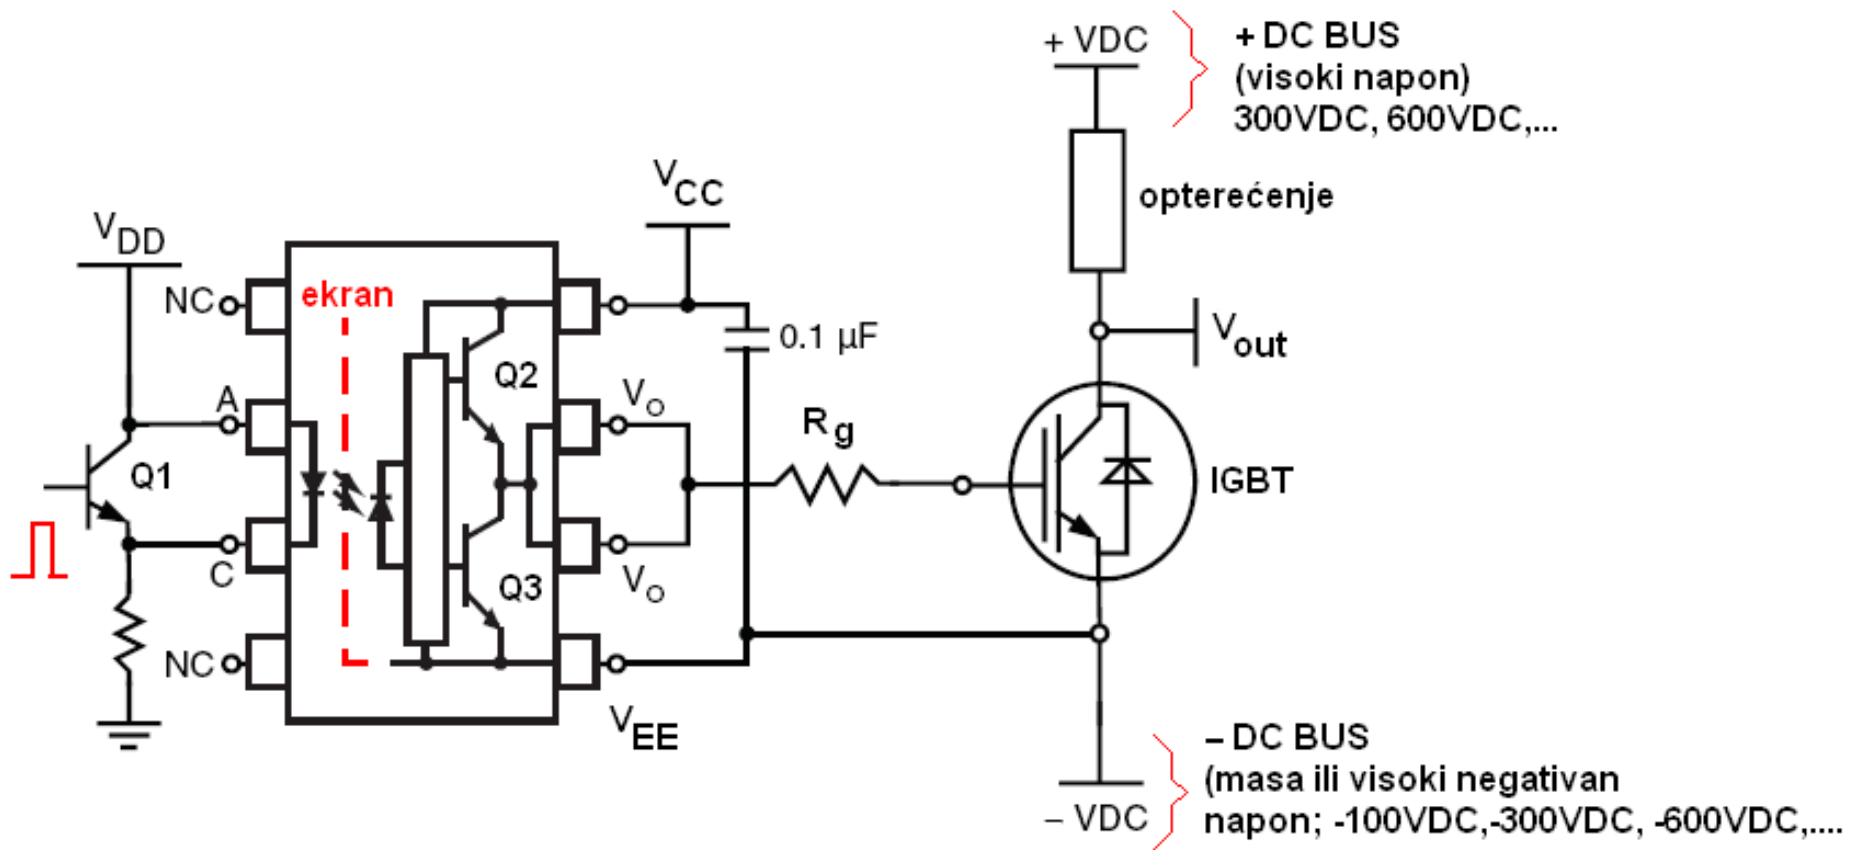 + VDC
+ DC BUS
(visoki napon)
300VDC, 600VDC,...
opterećenje
VCC
VDD
NC
ekran
0.1 µF
Vout
Q2
A
VO
Rg
Q1
IGBT
C
Q3
VO
NC
VEE
– DC BUS
(masa ili visoki negativan
– VDC
napon; -100VDC,-300VDC, -600VDC,....